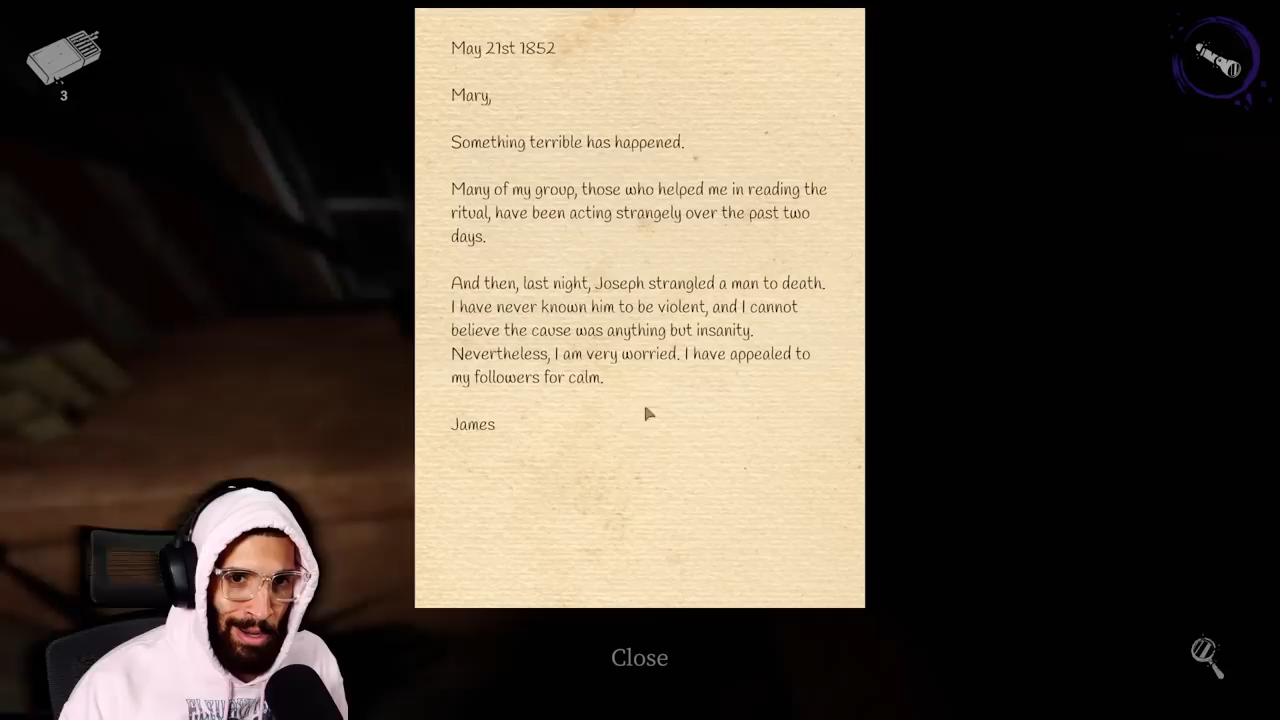 May 21st 1852
Mary,
Something terrible has happened.
Many of my group, those who helped me in reading the
ritual, have been acting strangely over the past two
days.
And then, last night, Joseph strangled a man to death.
I have never known him to be violent, and I cannot
believe the cause was anything but insanity.
Nevertheless, I am very worried. I have appealed to
my followers for calm.
James
3
Close